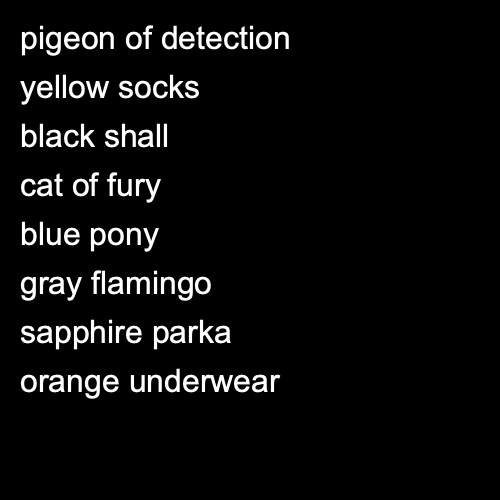 pigeon of detection
yellow socks
black shall
cat of fury
blue pony
gray flamingo
sapphire parka
orange underwear